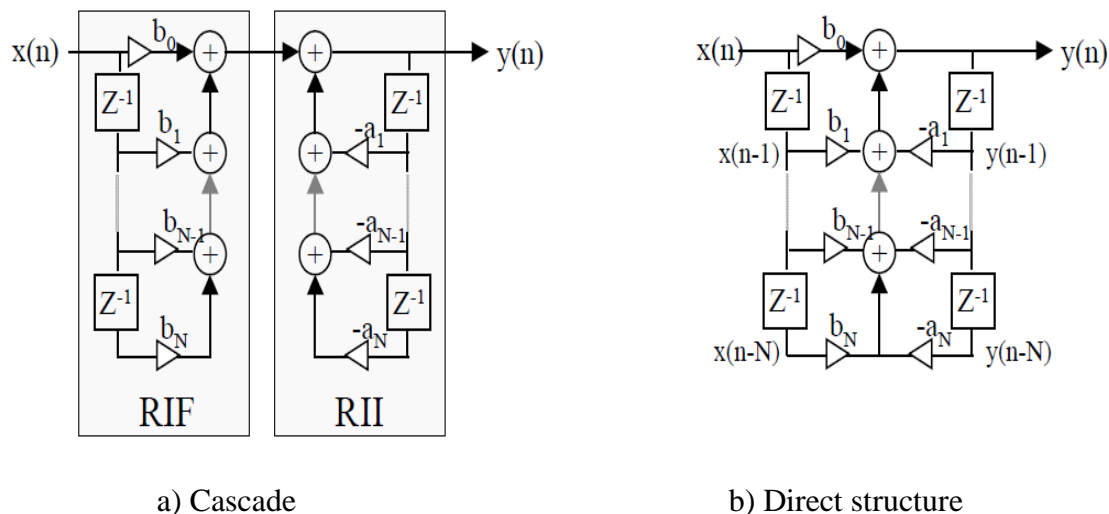 x(n)
b0
+
+
y(n)
Z-1
Z-1
b1
+
+
-a1
bN-1
+
+
-aN-1
Z-1
Z-1
bN
-aN
RIF
RII
a) Cascade
x(n)
b0
+
y(n)
Z-1
Z-1
x(n-1)
b1
+
-a1
y(n-1)
bN-1
+
-aN-1
Z-1
Z-1
x(n-N)
bN
-aN
y(n-N)
b) Direct structure